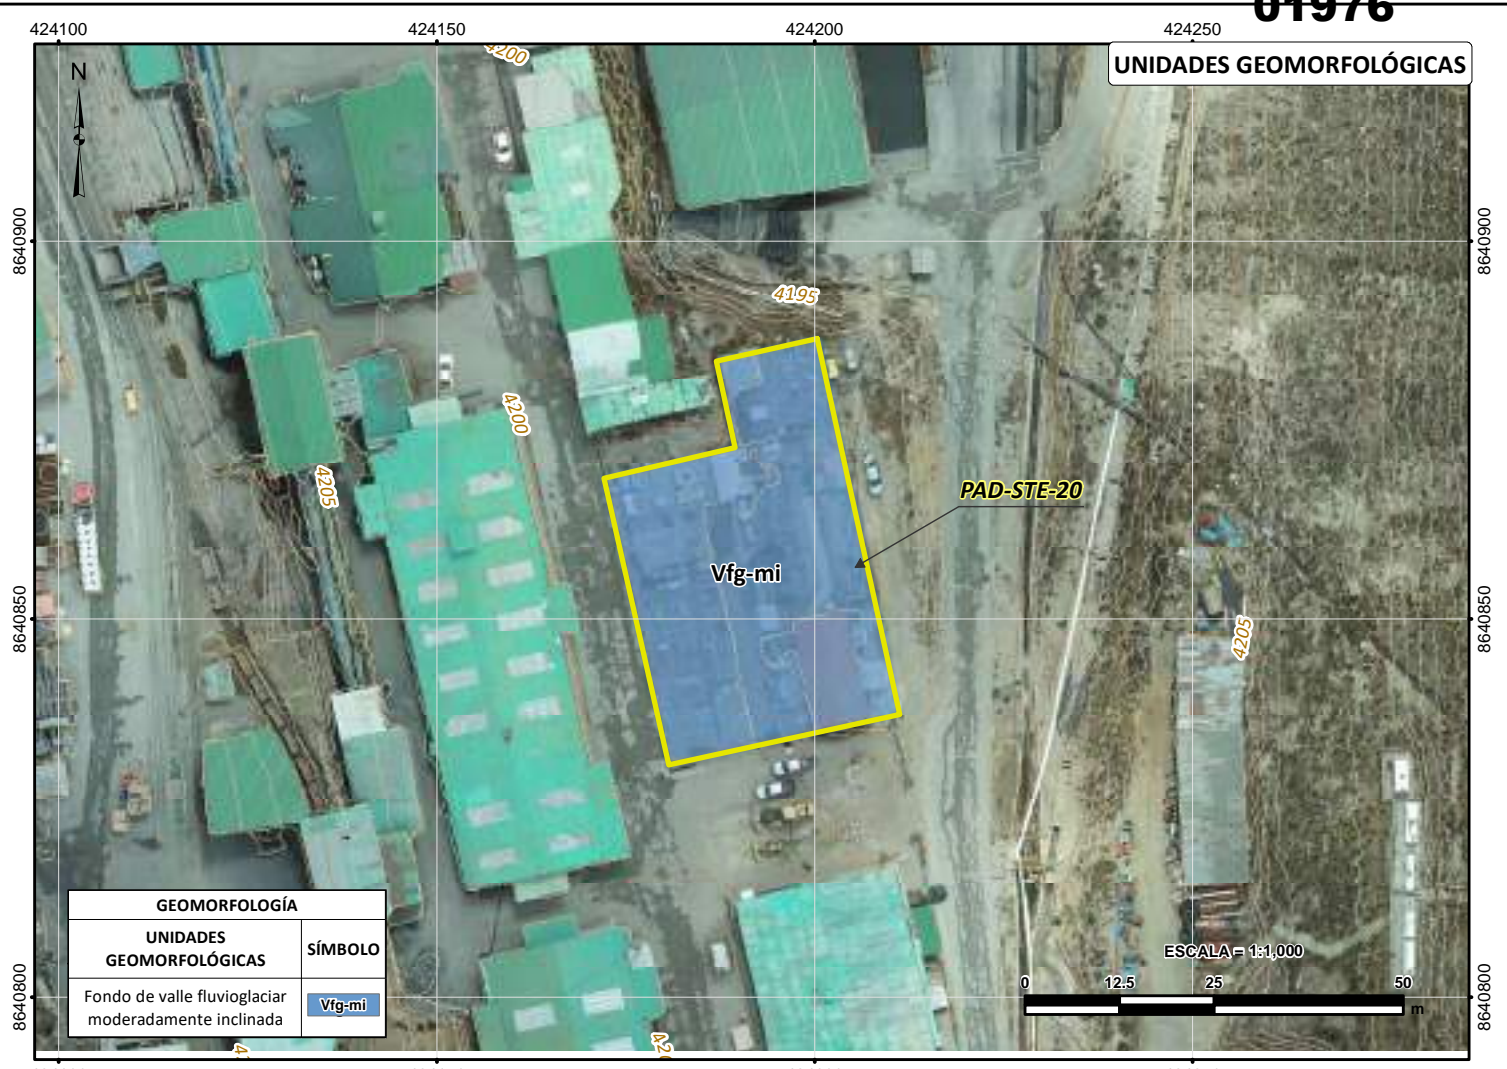 01976
424100
424150
424200
424250
UNIDADES GEOMORFOLÓGICAS
N
4200
8640900
8640900
4195
4200
4205
PAD-STE-20
Vfg-mi
8640850
8640850
4205
GEOMORFOLOGÍA
UNIDADES
GEOMORFOLÓGICAS
SÍMBOLO
Fondo de valle fluvioglaciar
moderadamente inclinada
Vfg-mi
ESCALA = 1:1,000
0
12.5
25
50
m
8640800
8640800